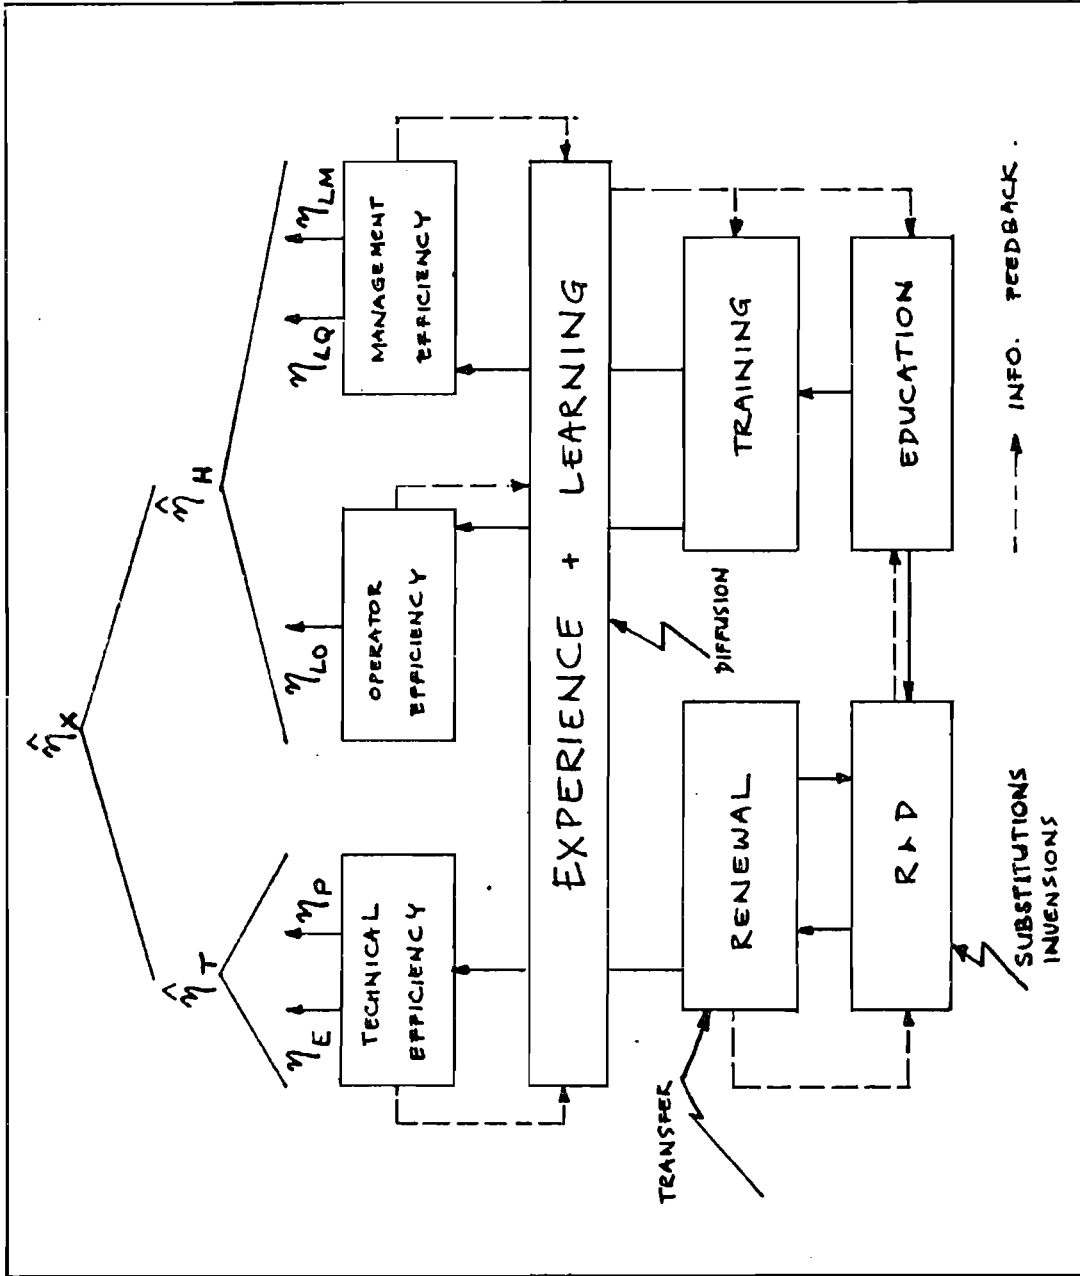 η̂X
η̂T
η̂H
ηE
ηP
ηLO
ηLQ
ηLM
TECHNICAL
EFFICIENCY
OPERATOR
EFFICIENCY
MANAGEMENT
EFFICIENCY
EXPERIENCE + LEARNING
TRANSFER
RENEWAL
DIFFUSION
TRAINING
R & D
EDUCATION
SUBSTITUTIONS
INVENSIONS
INFO. FEEDBACK.